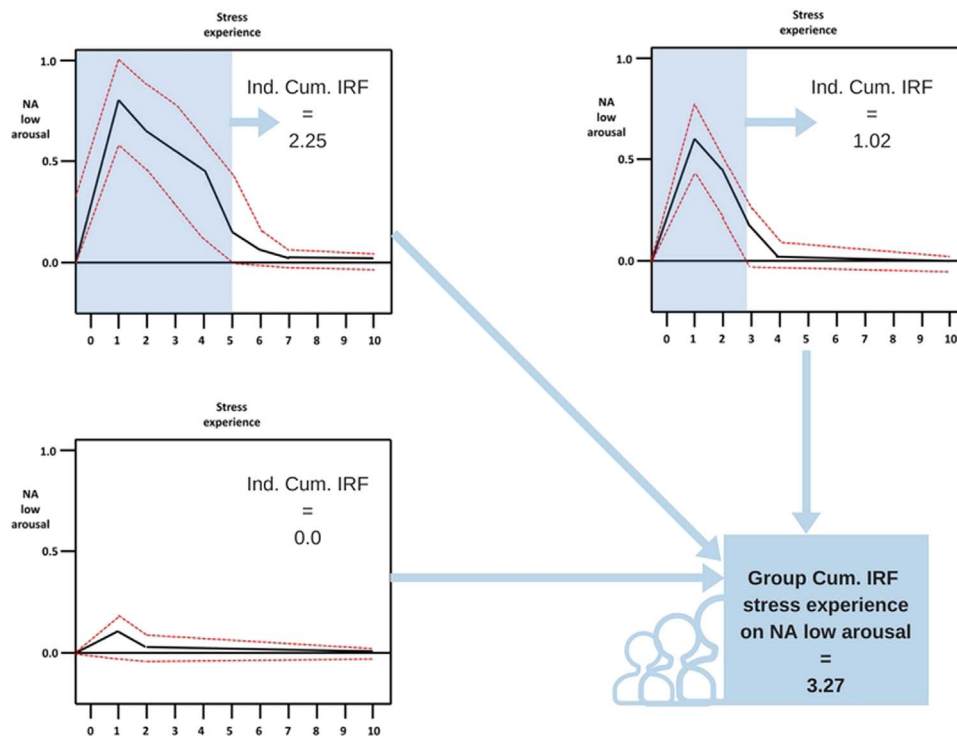 Stress
experience
1.0
NA
low
arousal
0.5
0.0
Ind. Cum. IRF
=
2.25
0 1 2 3 4 5 6 7 8 9 10
Stress
experience
1.0
NA
low
arousal
0.5
0.0
Ind. Cum. IRF
=
1.02
0 1 2 3 4 5 6 7 8 9 10
Stress
experience
1.0
NA
low
arousal
0.5
0.0
Ind. Cum. IRF
=
0.0
0 1 2 3 4 5 6 7 8 9 10
Group Cum. IRF
stress experience
on NA low arousal
=
3.27